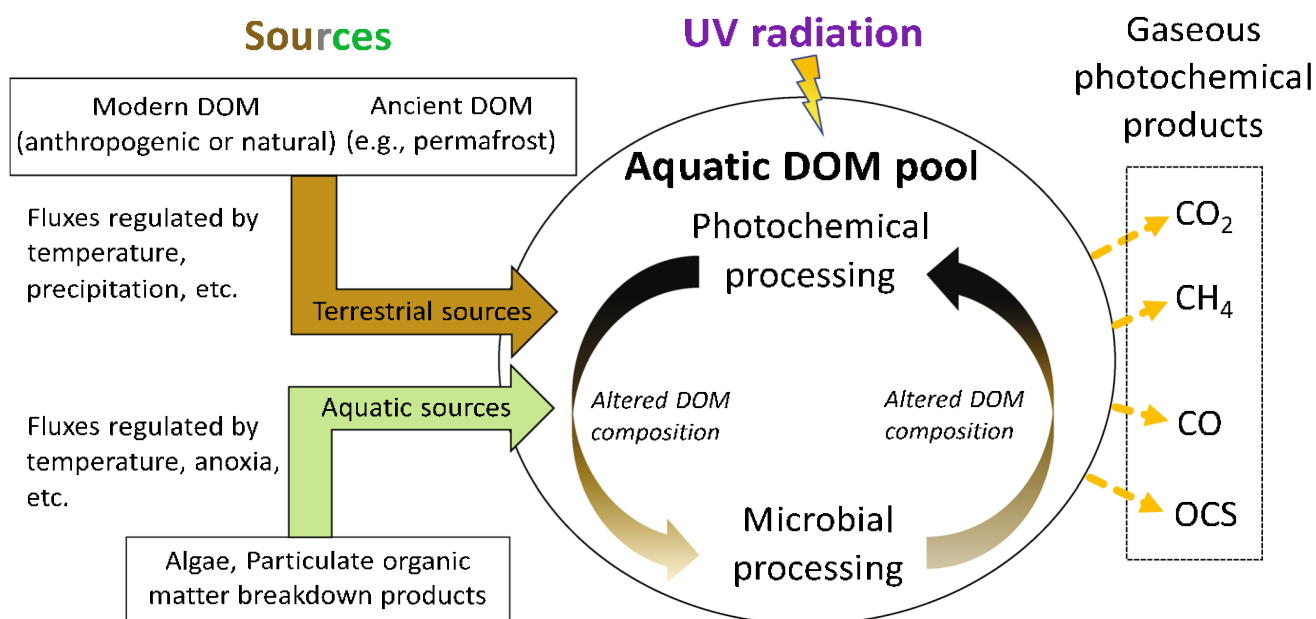 Sources
Modern DOM
(anthropogenic or natural)
Ancient DOM
(e.g., permafrost)
Fluxes regulated by
temperature,
precipitation, etc.
Terrestrial sources
Aquatic sources
Fluxes regulated by
temperature, anoxia,
etc.
Algae, Particulate organic
matter breakdown products
UV radiation
Aquatic DOM pool
Photochemical
processing
Altered DOM
composition
Altered DOM
composition
Microbial
processing
Gaseous
photochemical
products
CO₂
CH₄
CO
OCS